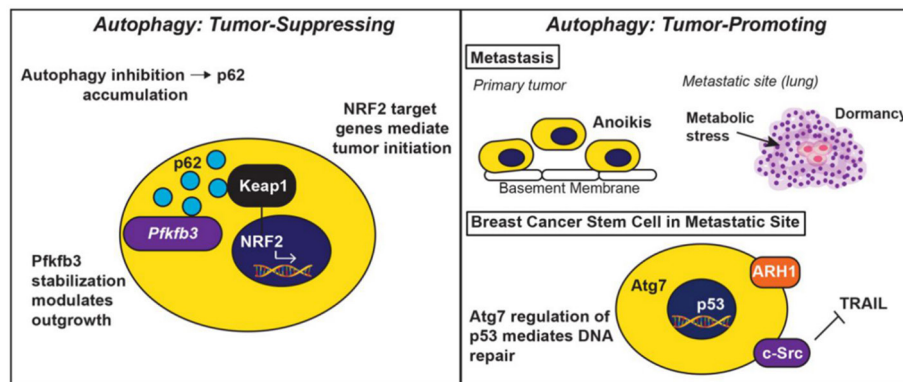 Autophagy: Tumor-Suppressing
Autophagy inhibition → p62
accumulation
NRF2 target
genes mediate
tumor initiation
p62
Keap1
Pfkfb3
NRF2
Pfkfb3
stabilization
modulates
outgrowth
Autophagy: Tumor-Promoting
Metastasis
Primary tumor
Metastatic site (lung)
Anoikis
Metabolic
stress
Dormancy
Basement Membrane
Breast Cancer Stem Cell in Metastatic Site
Atg7
ARH1
p53
TRAIL
c-Src
Atg7 regulation of
p53 mediates DNA
repair